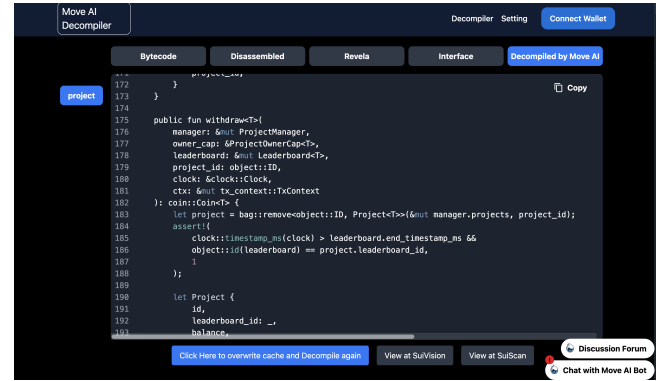 Move AI
Decompiler
Decompiler Setting Connect Wallet
Bytecode Disassembled Revela Interface Decompiled by Move AI
project
171 project_id,
172 }
173 }
174
175 public fun withdraw<T>(
176 manager: &mut ProjectManager,
177 owner_cap: &ProjectOwnerCap<T>,
178 leaderboard: &mut Leaderboard<T>,
179 project_id: object::ID,
180 clock: &clock::Clock,
181 ctx: &mut tx_context::TxContext
182 ): coin::Coin<T> {
183 let project = bag::remove<object::ID, Project<T>>(&mut manager.projects, project_id);
184 assert!(
185 clock::timestamp_ms(clock) > leaderboard.end_timestamp_ms &&
186 object::id(leaderboard) == project.leaderboard_id,
187 1
188 );
189
190 let Project {
191 id,
192 leaderboard_id: _,
193 balance,
Copy
Click Here to overwrite cache and Decompile again View at SuiVision View at SuiScan
Discussion Forum
Chat with Move AI Bot